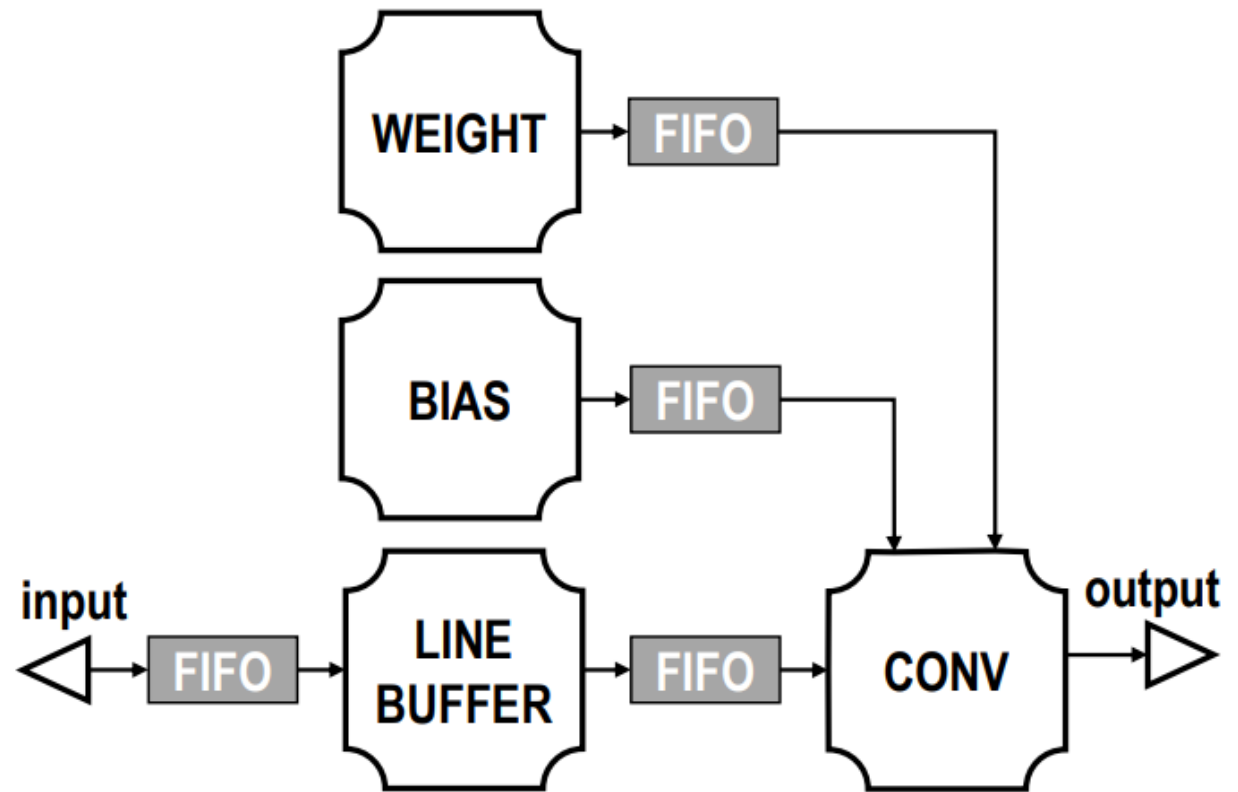 WEIGHT
FIFO
BIAS
FIFO
input
FIFO
LINE
BUFFER
FIFO
CONV
output